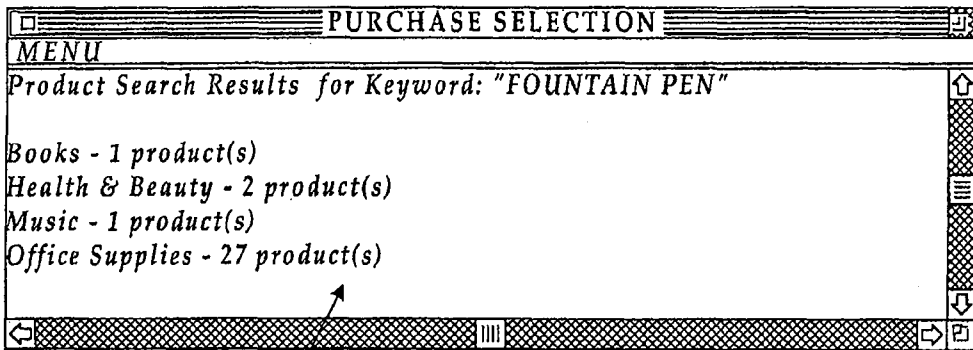 PURCHASE SELECTION
MENU
Product Search Results for Keyword: "FOUNTAIN PEN"
Books - 1 product(s)
Health & Beauty - 2 product(s)
Music - 1 product(s)
Office Supplies - 27 product(s)